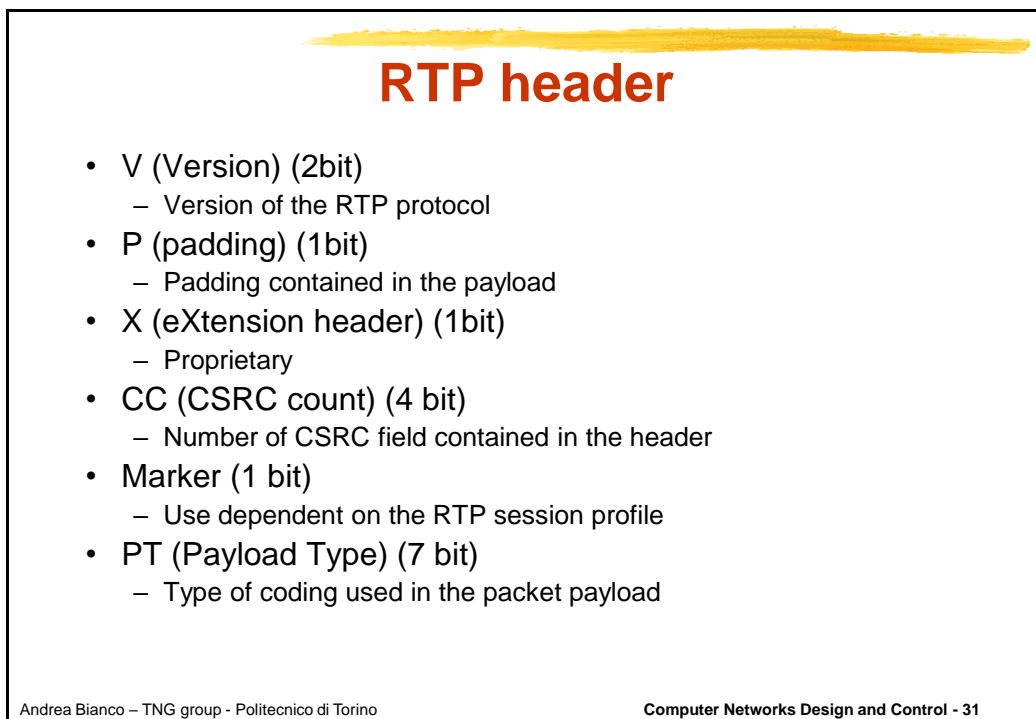 RTP header
• V (Version) (2bit)
– Version of the RTP protocol
• P (padding) (1bit)
– Padding contained in the payload
• X (eXtension header) (1bit)
– Proprietary
• CC (CSRC count) (4 bit)
– Number of CSRC field contained in the header
• Marker (1 bit)
– Use dependent on the RTP session profile
• PT (Payload Type) (7 bit)
– Type of coding used in the packet payload
Andrea Bianco – TNG group - Politecnico di Torino
Computer Networks Design and Control - 31